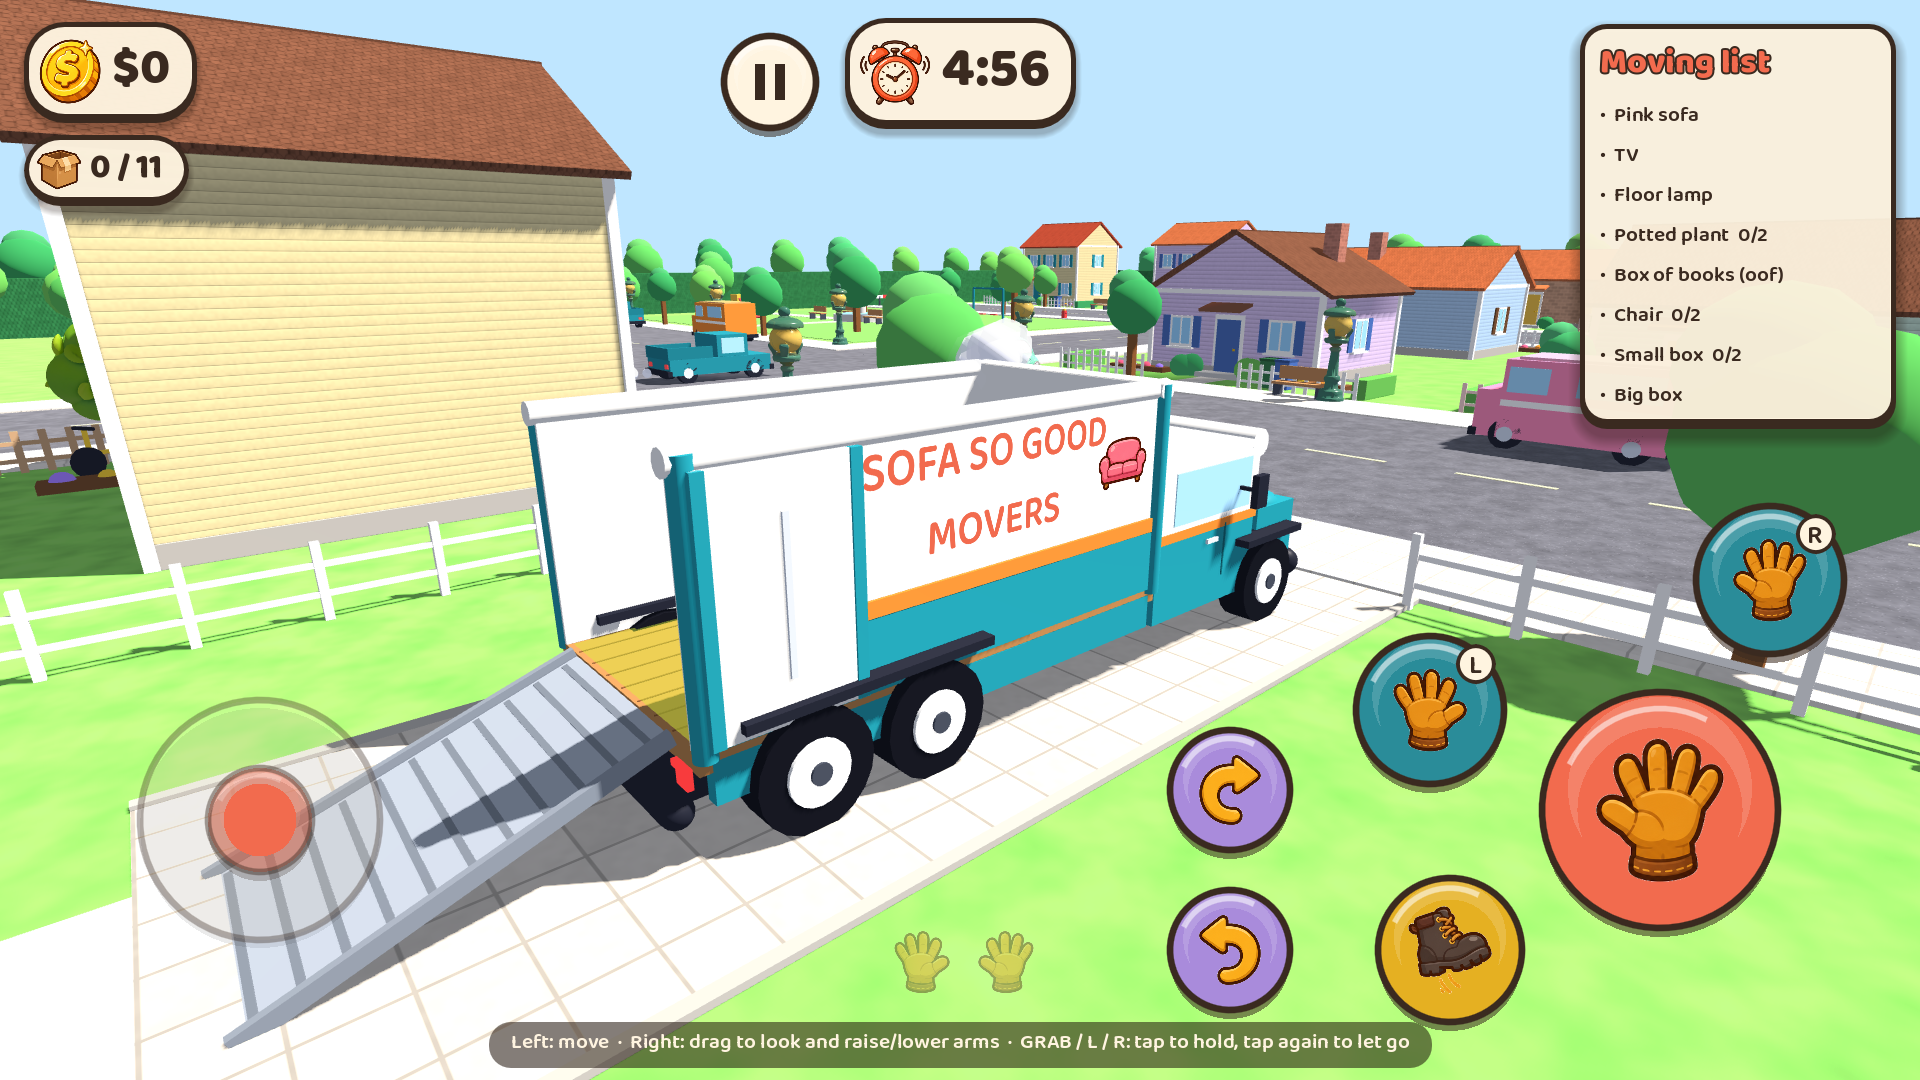 $0
4:56
0 / 11
Moving list
• Pink sofa
• TV
• Floor lamp
• Potted plant 0/2
• Box of books (oof)
• Chair 0/2
• Small box 0/2
• Big box
SOFA SO GOOD
MOVERS
R
L
Left: move · Right: drag to look and raise/lower arms · GRAB / L / R: tap to hold, tap again to let go